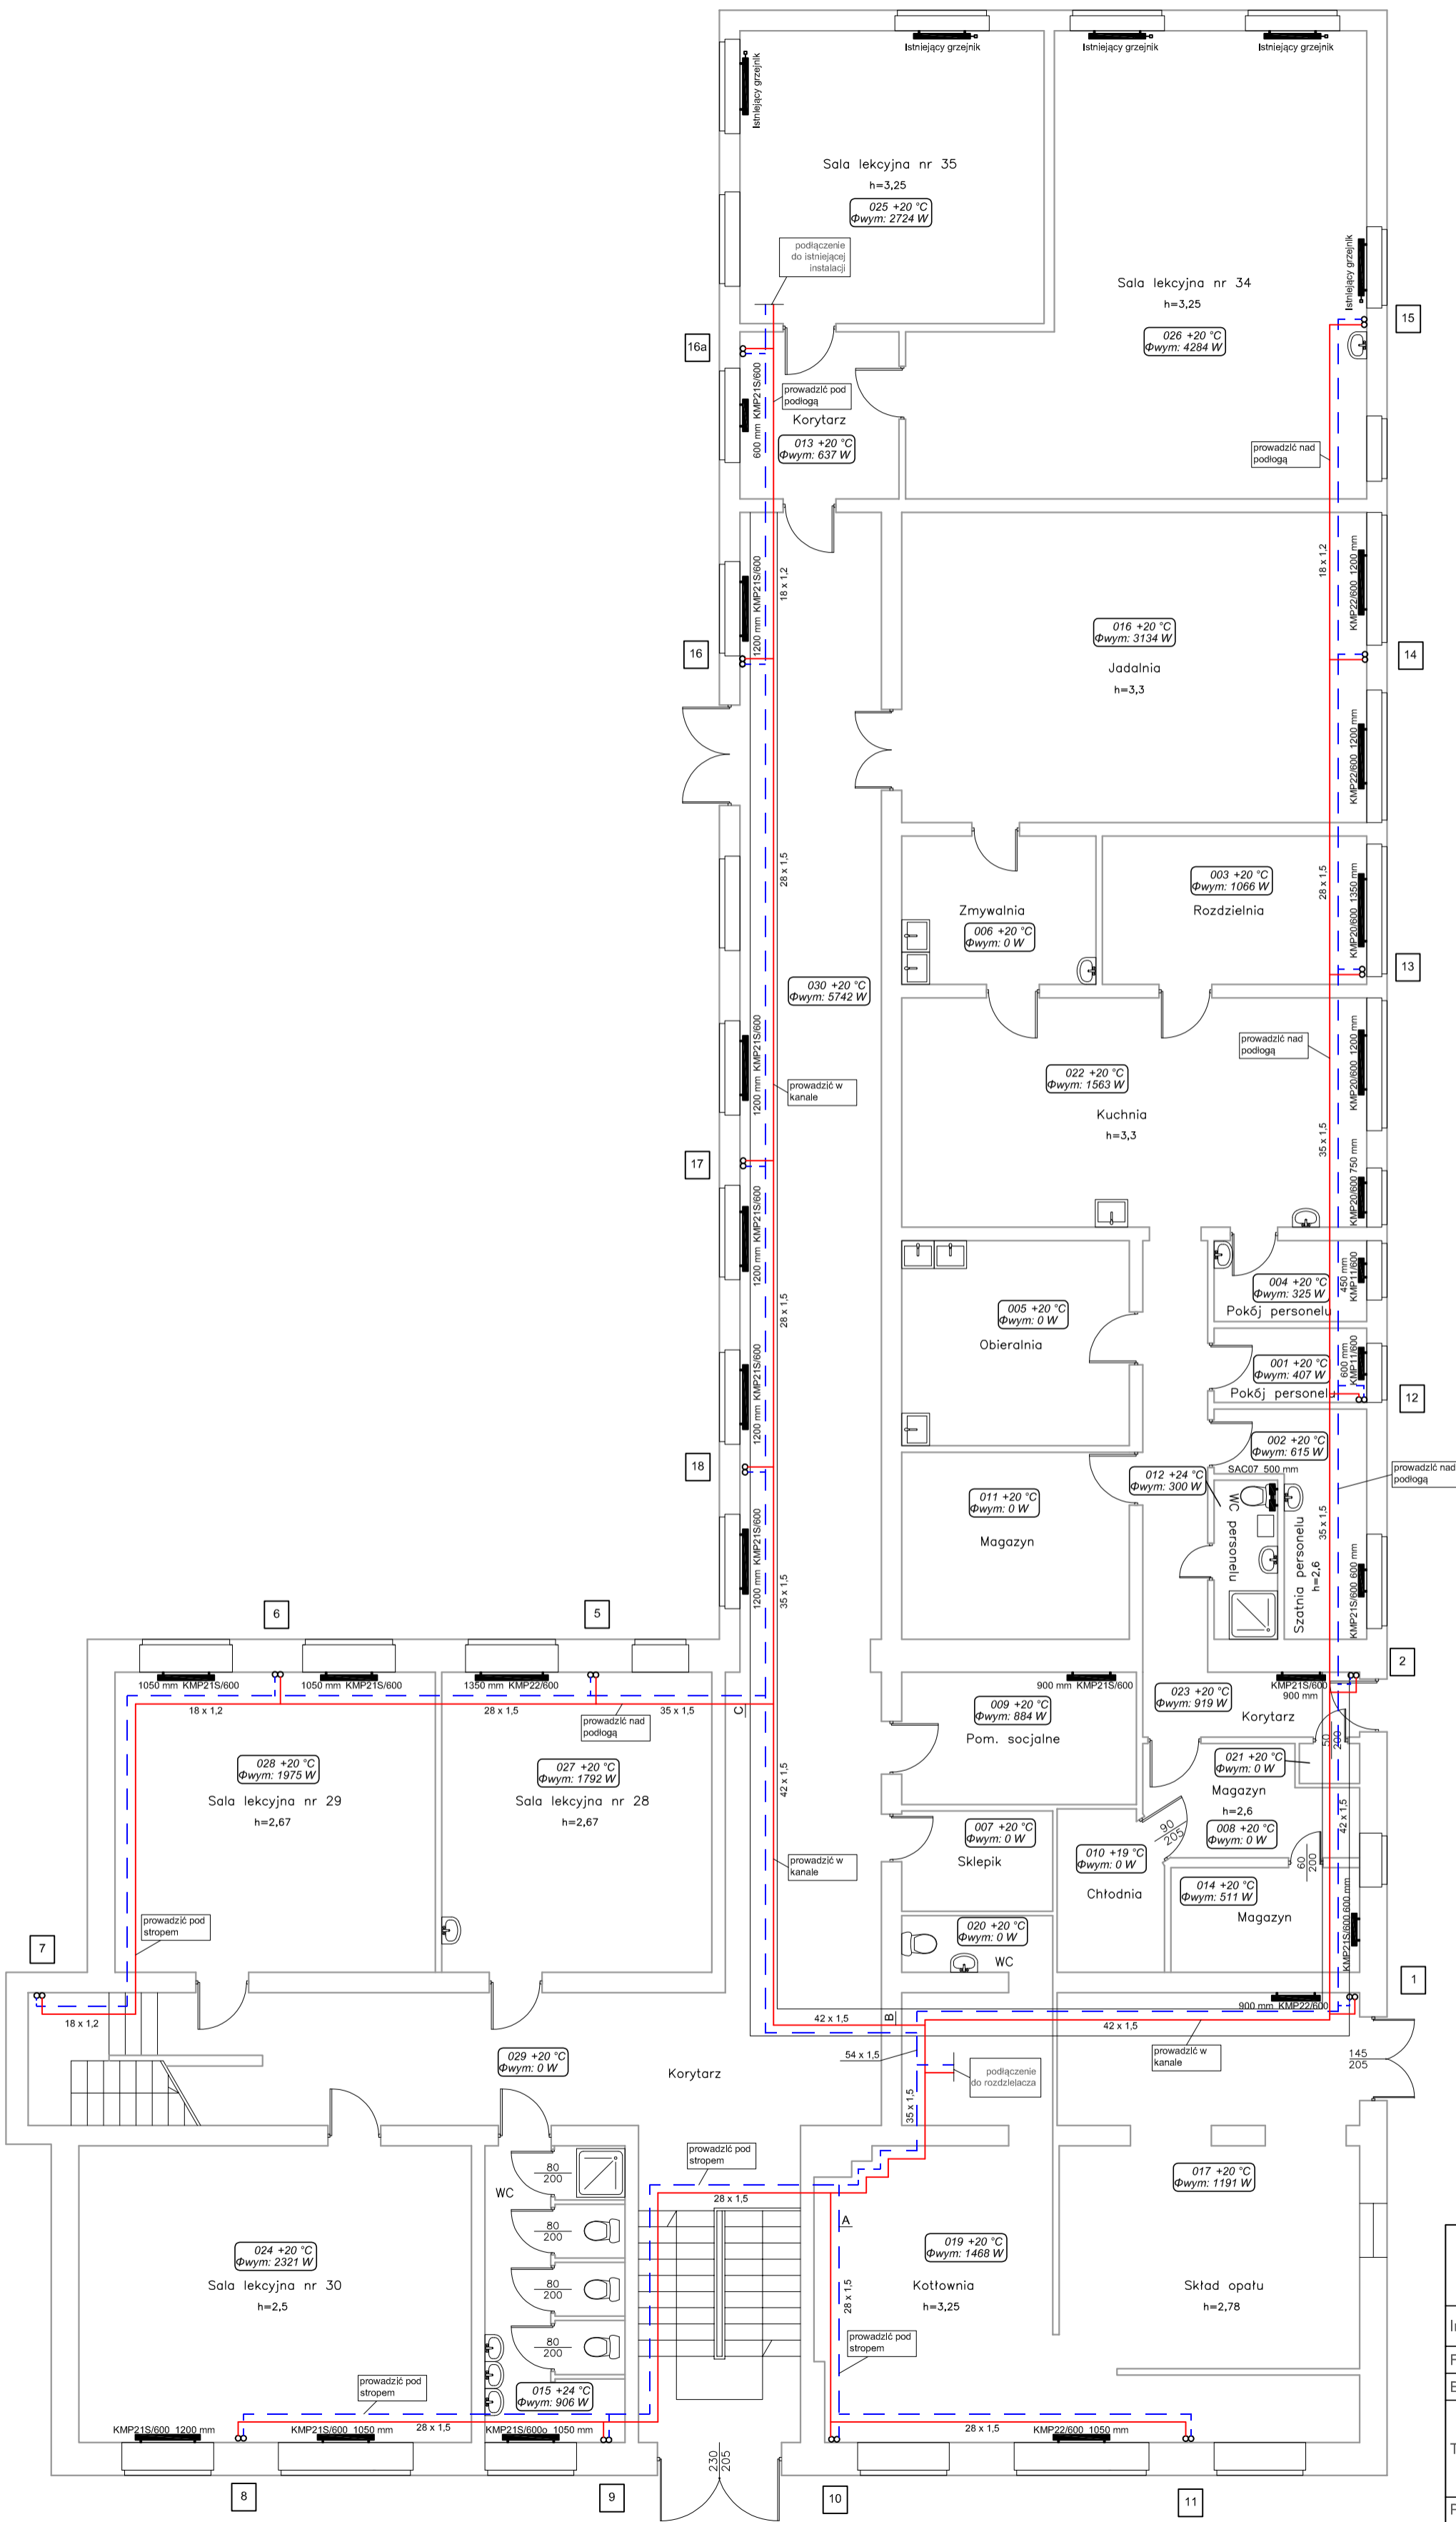 Istniejący grzejnik
Istniejący grzejnik
Istniejący grzejnik
Istniejący grzejnik
Sala lekcyjna nr 35
h=3,25
025 +20 °C
Φwym: 2724 W
podłączenie
do istniejącej
instalacji
Sala lekcyjna nr 34
h=3,25
026 +20 °C
Φwym: 4284 W
Istniejący grzejnik
15
16a
600 mm KMP21S/600
prowadzić pod
podłogą
Korytarz
013 +20 °C
Φwym: 637 W
prowadzić nad
podłogą
1200 mm KMP21S/600
18 x 1,2
18 x 1,2
KMP22/600 1200 mm
016 +20 °C
Φwym: 3134 W
Jadalnia
h=3,3
16
14
KMP22/600 1200 mm
28 x 1,5
28 x 1,5
003 +20 °C
Φwym: 1066 W
Rozdzielnia
KMP20/600 1350 mm
Zmywalnia
006 +20 °C
Φwym: 0 W
13
030 +20 °C
Φwym: 5742 W
prowadzić nad
podłogą
1200 mm KMP21S/600
022 +20 °C
Φwym: 1563 W
Kuchnia
h=3,3
KMP20/600 1200 mm
prowadzić w
kanale
35 x 1,5
17
KMP20/600 750 mm
1200 mm KMP21S/600
004 +20 °C
Φwym: 325 W
Pokój personelu
450 mm
KMP11/600
28 x 1,5
005 +20 °C
Φwym: 0 W
Obieralnia
001 +20 °C
Φwym: 407 W
Pokój personelu
600 mm
KMP11/600
12
1200 mm KMP21S/600
002 +20 °C
Φwym: 615 W
SAC07 500 mm
18
012 +24 °C
Φwym: 300 W
prowadzić nad
podłogą
011 +20 °C
Φwym: 0 W
Magazyn
WC personelu
Szatnia personelu
h=2,6
35 x 1,5
1200 mm KMP21S/600
35 x 1,5
KMP21S/600 600 mm
6
5
2
1050 mm KMP21S/600
1050 mm KMP21S/600
1350 mm KMP22/600
900 mm KMP21S/600
KMP21S/600
900 mm
18 x 1,2
28 x 1,5
prowadzić nad
podłogą
35 x 1,5
C
009 +20 °C
Φwym: 884 W
Pom. socjalne
023 +20 °C
Φwym: 919 W
Korytarz
50
200
028 +20 °C
Φwym: 1975 W
Sala lekcyjna nr 29
h=2,67
027 +20 °C
Φwym: 1792 W
Sala lekcyjna nr 28
h=2,67
42 x 1,5
021 +20 °C
Φwym: 0 W
Magazyn
h=2,6
008 +20 °C
Φwym: 0 W
42 x 1,5
90
205
60
200
007 +20 °C
Φwym: 0 W
Sklepik
010 +19 °C
Φwym: 0 W
Chłodnia
prowadzić w
kanale
014 +20 °C
Φwym: 511 W
Magazyn
KMP21S/600 600 mm
prowadzić pod
stropem
7
020 +20 °C
Φwym: 0 W
WC
1
18 x 1,2
900 mm KMP22/600
42 x 1,5
B
42 x 1,5
029 +20 °C
Φwym: 0 W
Korytarz
54 x 1,5
podłączenie
do rozdzielacza
prowadzić w
kanale
145
205
35 x 1,5
prowadzić pod
stropem
80
200
WC
28 x 1,5
017 +20 °C
Φwym: 1191 W
A
80
200
024 +20 °C
Φwym: 2321 W
Sala lekcyjna nr 30
h=2,5
019 +20 °C
Φwym: 1468 W
Kotłownia
h=3,25
Skład opału
h=2,78
28 x 1,5
80
200
80
200
prowadzić pod
stropem
prowadzić pod
stropem
015 +24 °C
Φwym: 906 W
KMP21S/600 1200 mm
KMP21S/600 1050 mm
28 x 1,5
KMP21S/600o 1050 mm
28 x 1,5
KMP22/600 1050 mm
230
205
8
9
10
11